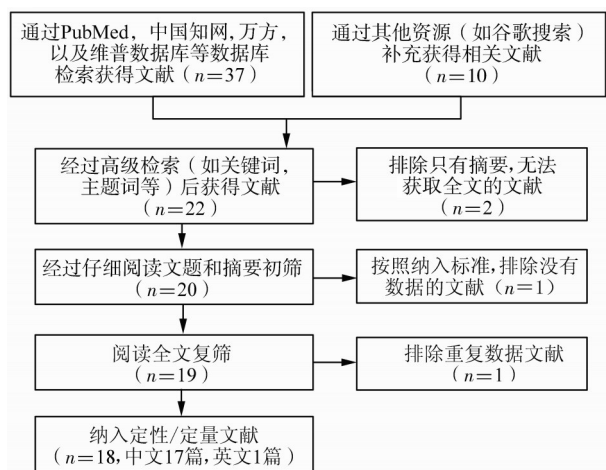 通过PubMed，中国知网，万方，
以及维普数据库等数据库
检索获得文献（n=37）
通过其他资源（如谷歌搜索）
补充获得相关文献
（n=10）
经过高级检索（如关键词，
主题词等）后获得文献
（n=22）
排除只有摘要，无法
获取全文的文献
（n=2）
经过仔细阅读文题和摘要初筛
（n=20）
按照纳入标准，排除没有
数据的文献（n=1）
阅读全文复筛
（n=19）
排除重复数据文献
（n=1）
纳入定性/定量文献
（n=18，中文17篇，英文1篇）